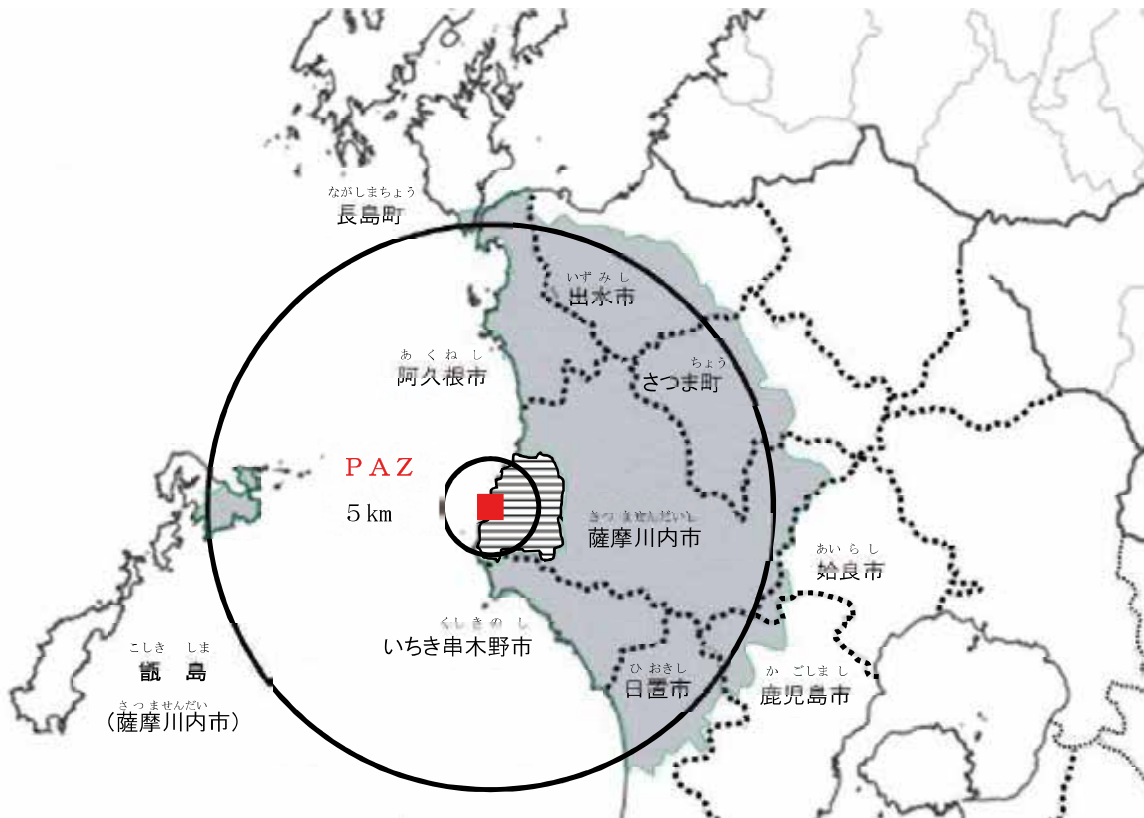 ながしまちょう
長島町
いずみし
出水市
あくねし
阿久根市
ちょう
さつま町
PAZ
5km
さつませんだいし
薩摩川内市
あいらし
姶良市
くしきのし
いちき串木野市
こしき しま
甑 島
さつませんだい
(薩摩川内市)
ひおきし
日置市
かごしまし
鹿児島市